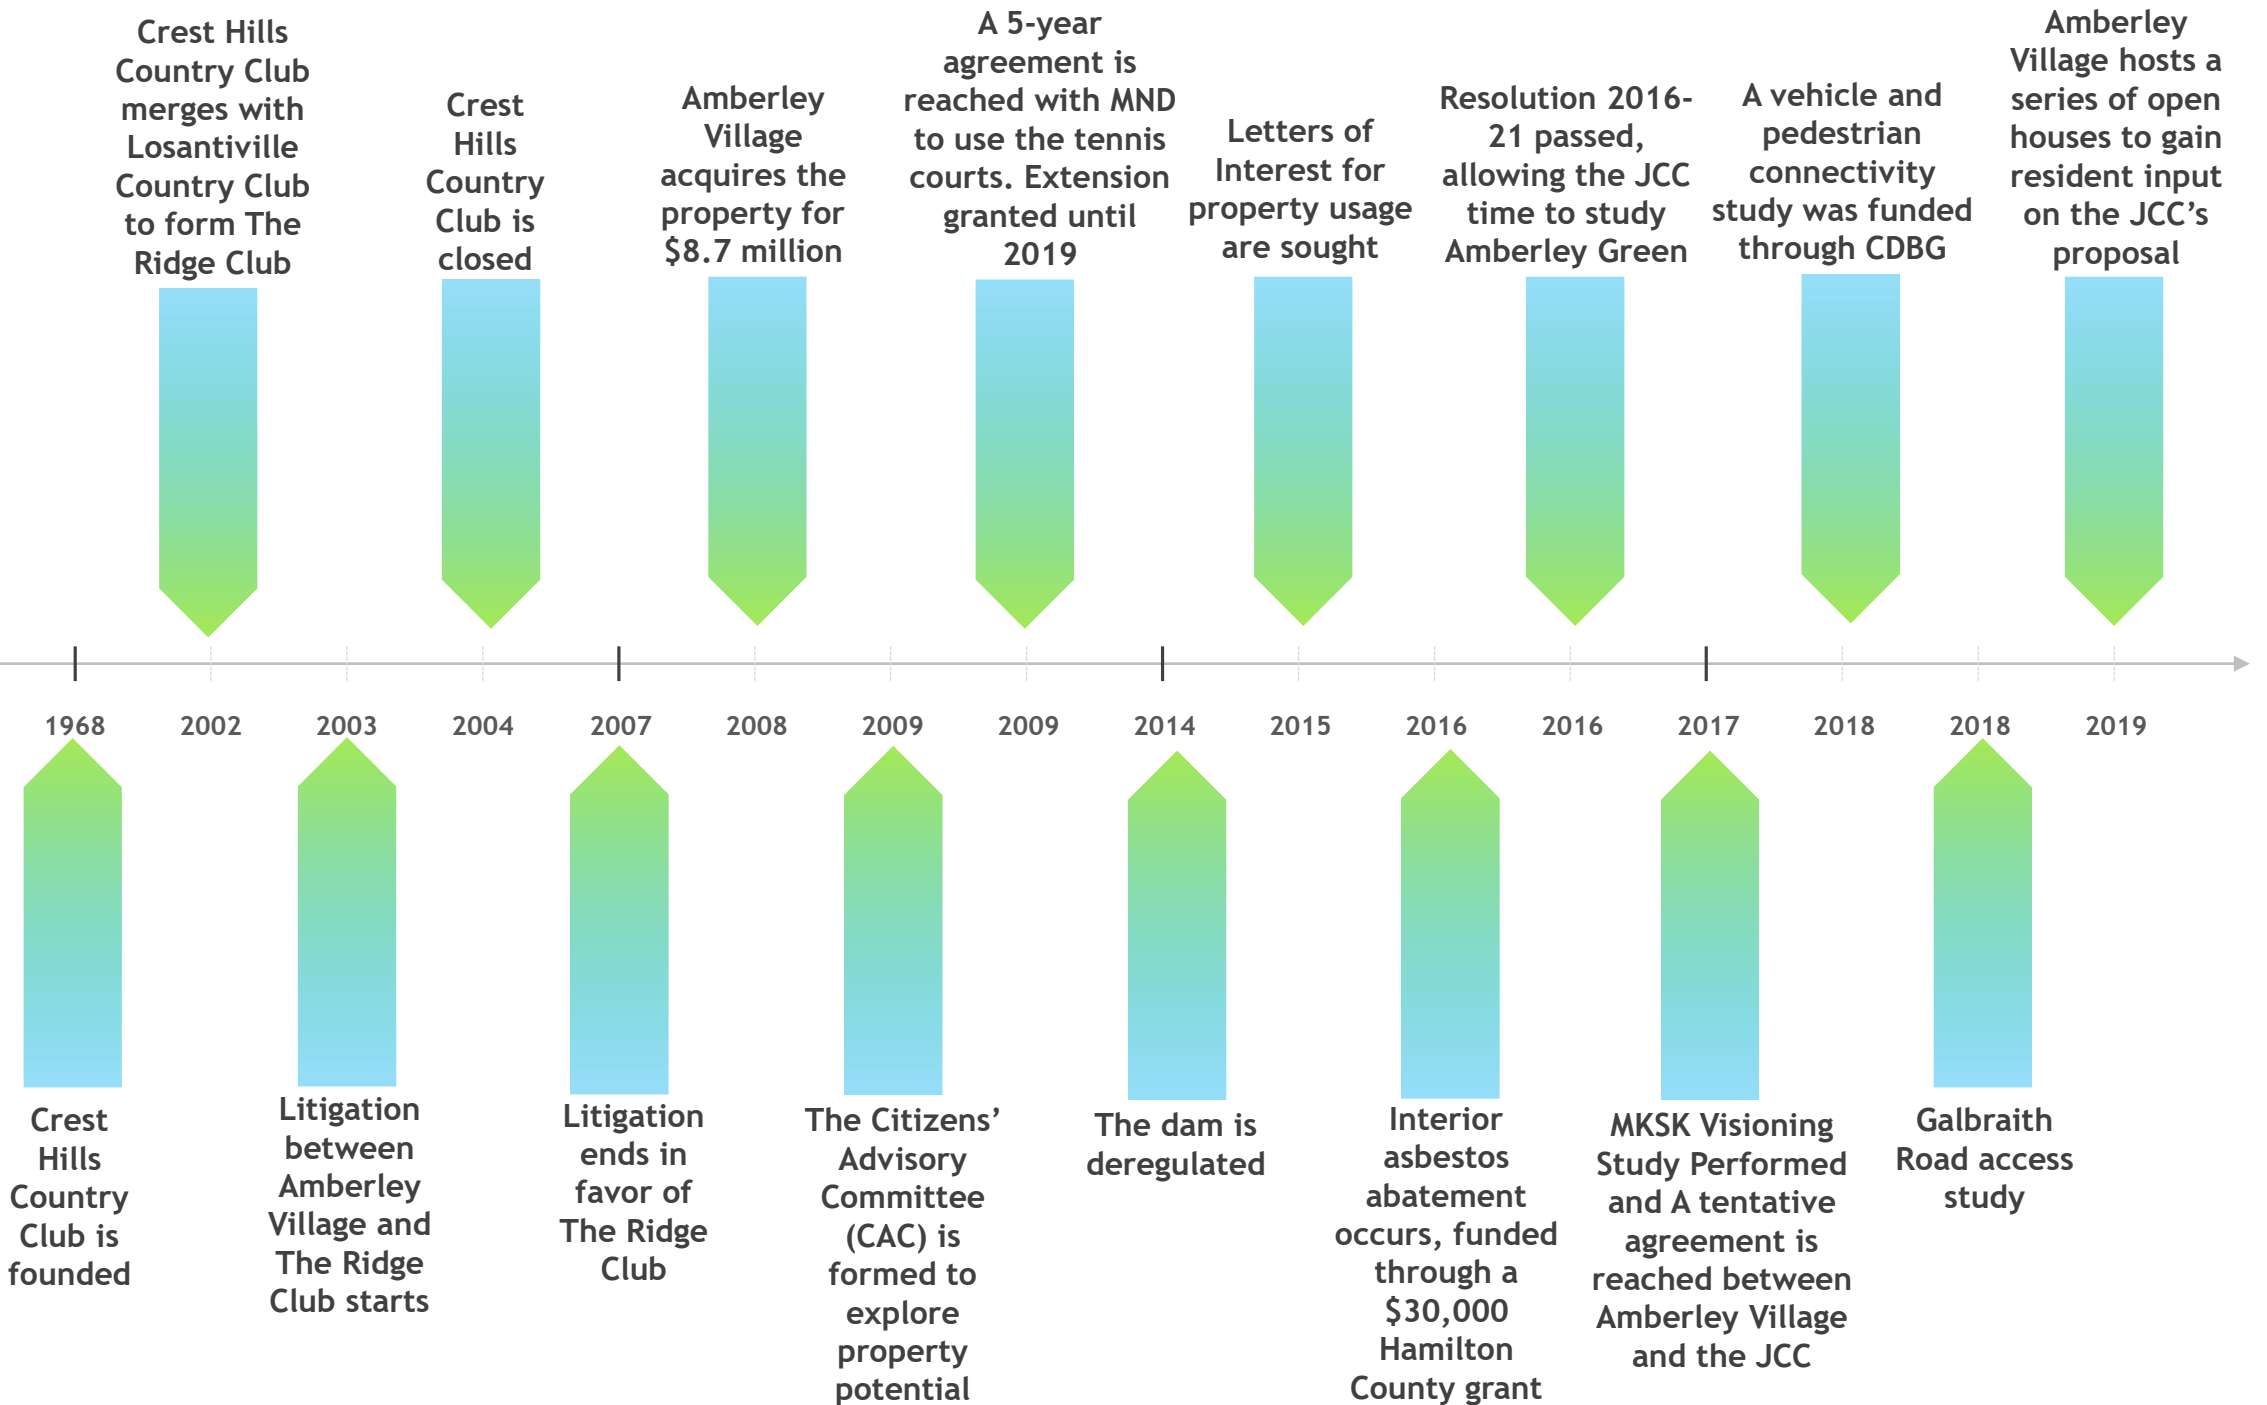 Crest Hills
Country Club
merges with
Losantiville
Country Club
to form The
Ridge Club
Crest
Hills
Country
Club is
closed
Amberley
Village
acquires the
property for
$8.7 million
A 5-year
agreement is
reached with MND
to use the tennis
courts. Extension
granted until
2019
Letters of
Interest for
property usage
are sought
Resolution 2016-
21 passed,
allowing the JCC
time to study
Amberley Green
A vehicle and
pedestrian
connectivity
study was funded
through CDBG
Amberley
Village hosts a
series of open
houses to gain
resident input
on the JCC’s
proposal
1968 2002 2003 2004 2007 2008 2009 2009 2014 2015 2016 2016 2017 2018 2018 2019
Crest
Hills
Country
Club is
founded
Litigation
between
Amberley
Village and
The Ridge
Club starts
Litigation
ends in
favor of
The Ridge
Club
The Citizens’
Advisory
Committee
(CAC) is
formed to
explore
property
potential
The dam is
deregulated
Interior
asbestos
abatement
occurs, funded
through a
$30,000
Hamilton
County grant
MKSK Visioning
Study Performed
and A tentative
agreement is
reached between
Amberley Village
and the JCC
Galbraith
Road access
study